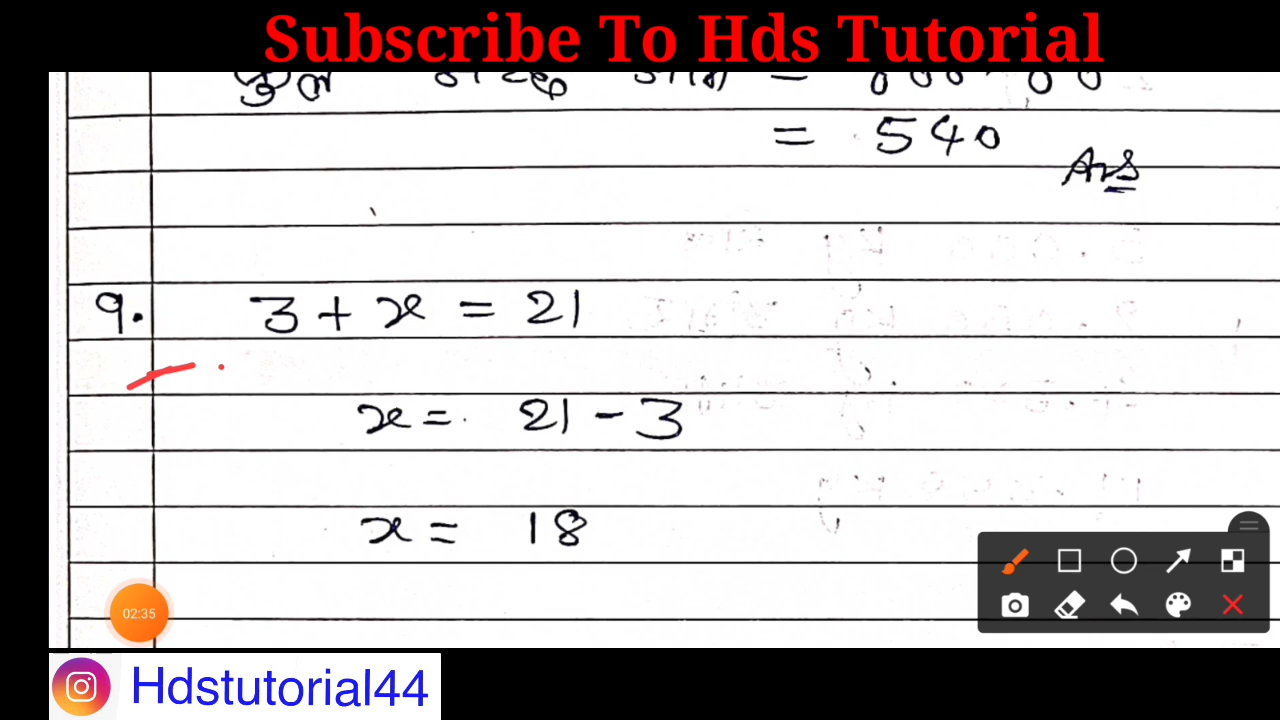 Subscribe To Hds Tutorial
= 540
Ans
9. 3 + x = 21
x = 21 - 3
x = 18
02:35
Hdstutorial44